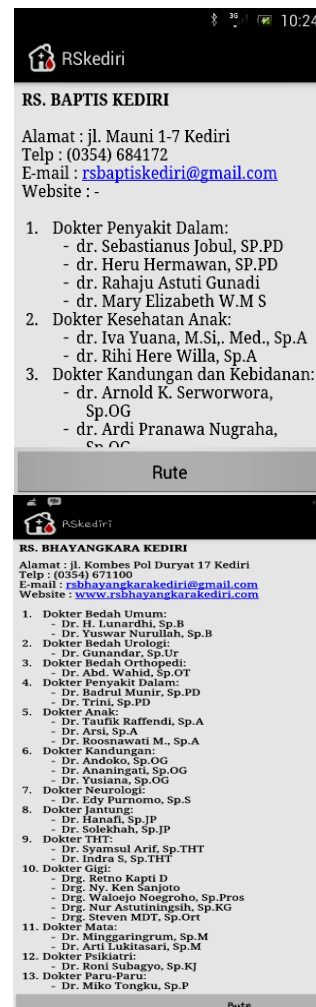 3G 10:24
RSkediri
RS. BAPTIS KEDIRI
Alamat : jl. Mauni 1-7 Kediri
Telp : (0354) 684172
E-mail : rsbaptiskediri@gmail.com
Website : -
1. Dokter Penyakit Dalam:
- dr. Sebastianus Jobul, SP.PD
- dr. Heru Hermawan, SP.PD
- dr. Rahaju Astuti Gunadi
- dr. Mary Elizabeth W.M S
2. Dokter Kesehatan Anak:
- dr. Iva Yuana, M.Si,. Med., Sp.A
- dr. Rihi Here Willa, Sp.A
3. Dokter Kandungan dan Kebidanan:
- dr. Arnold K. Serworwora,
Sp.OG
- dr. Ardi Pranawa Nugraha,
Sp.OG
Rute
RSkediri
RS. BHAYANGKARA KEDIRI
Alamat : jl. Kombes Pol Duryat 17 Kediri
Telp : (0354) 671100
E-mail : rsbhayangkarakediri@gmail.com
Website : www.rsbhayangkarakediri.com
1. Dokter Bedah Umum:
- Dr. H. Lunardhi, Sp.B
- Dr. Yuswar Nurullah, Sp.B
2. Dokter Bedah Urologi:
- Dr. Gunandar, Sp.Ur
3. Dokter Bedah Orthopedi:
- Dr. Abd. Wahid, Sp.OT
4. Dokter Penyakit Dalam:
- Dr. Badrul Munir, Sp.PD
- Dr. Trini, Sp.PD
5. Dokter Anak:
- Dr. Taufik Raffendi, Sp.A
- Dr. Arsi, Sp.A
- Dr. Roosnawati M., Sp.A
6. Dokter Kandungan:
- Dr. Andoko, Sp.OG
- Dr. Ananingati, Sp.OG
- Dr. Yusiana, Sp.OG
7. Dokter Neurologi:
- Dr. Edy Purnomo, Sp.S
8. Dokter Jantung:
- Dr. Hanafi, Sp.JP
- Dr. Solekhah, Sp.JP
9. Dokter THT:
- Dr. Syamsul Arif, Sp.THT
- Dr. Indra S, Sp.THT
10. Dokter Gigi:
- Drg. Retno Kapti D
- Drg. Ny. Ken Sanjoto
- Drg. Waloejo Noegroho, Sp.Pros
- Drg. Nur Astutiningsih, Sp.KG
- Drg. Steven MDT, Sp.Ort
11. Dokter Mata:
- Dr. Minggaringrum, Sp.M
- Dr. Arti Lukitasari, Sp.M
12. Dokter Psikiatri:
- Dr. Roni Subagyo, Sp.KJ
13. Dokter Paru-Paru:
- Dr. Miko Tongku, Sp.P
Rute